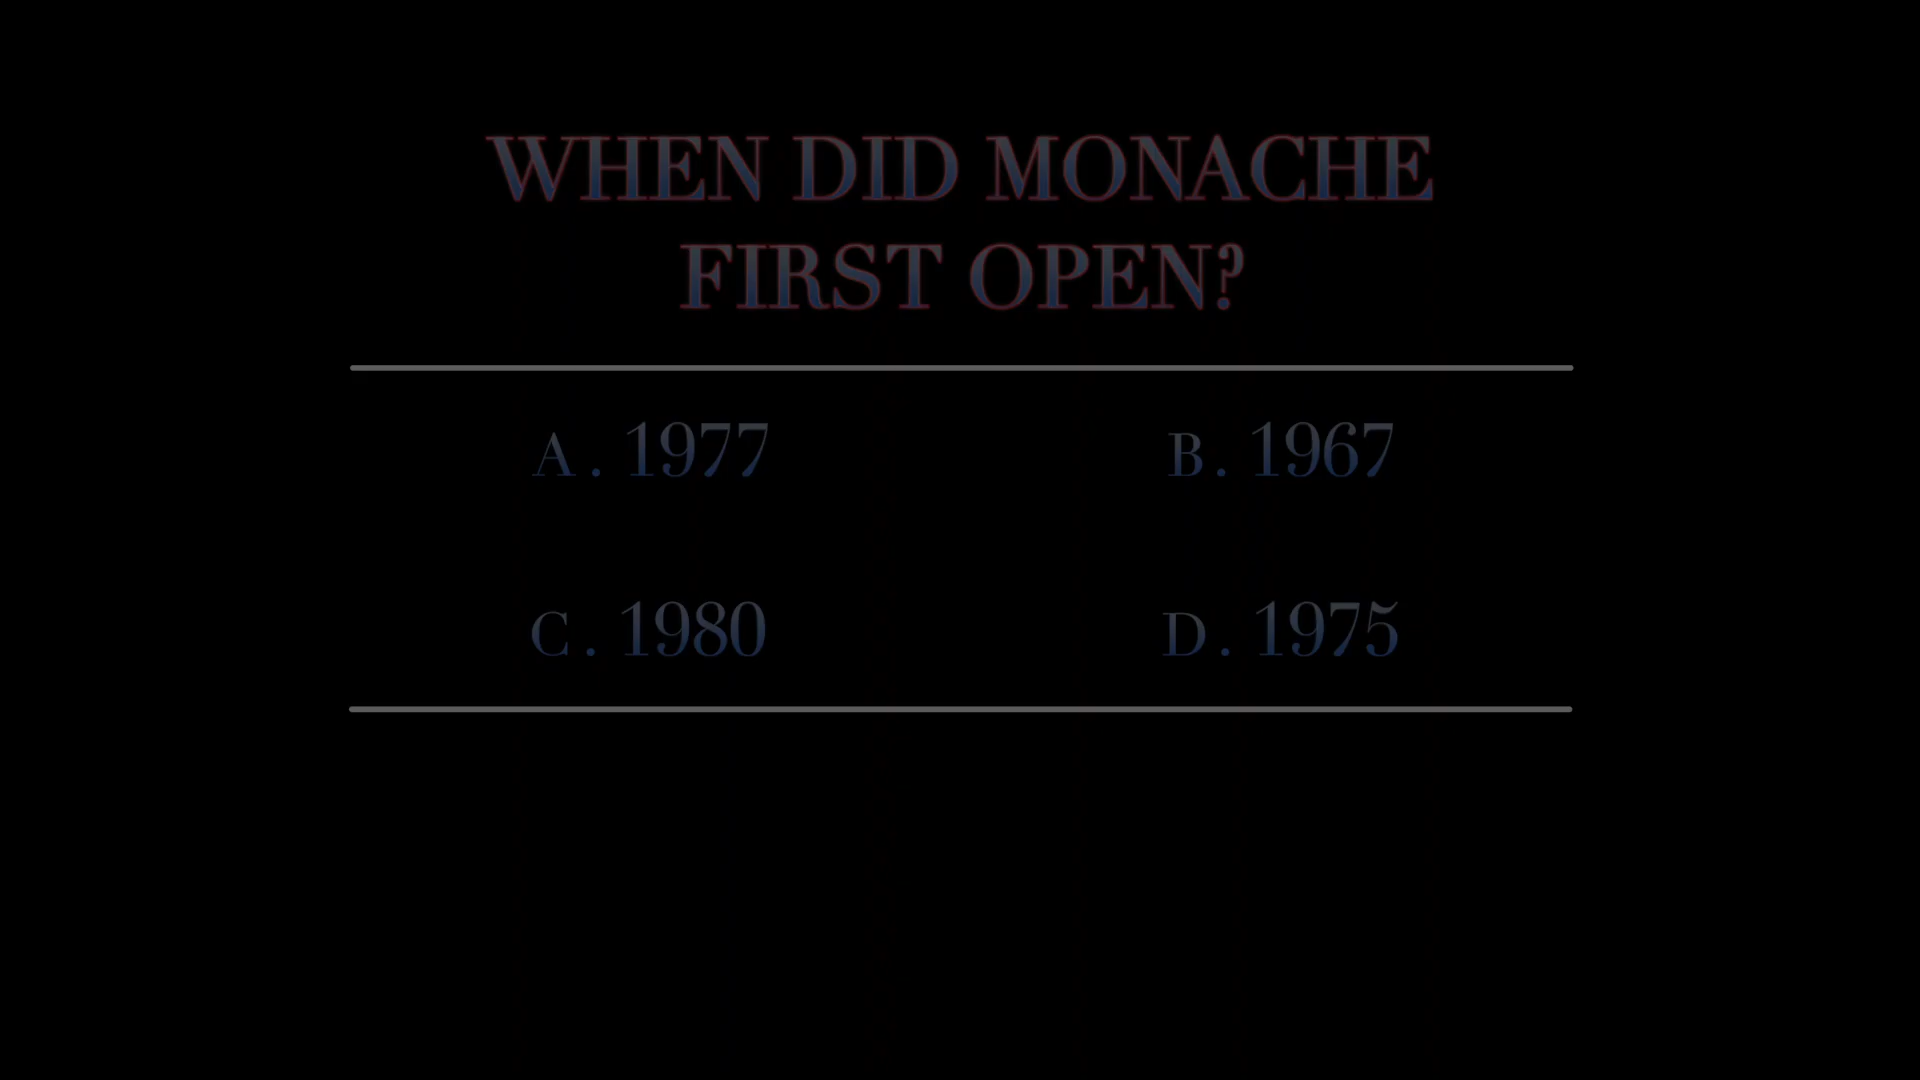 WHEN DID MONACHE
FIRST OPEN?
A. 1977
B. 1967
C. 1980
D. 1975